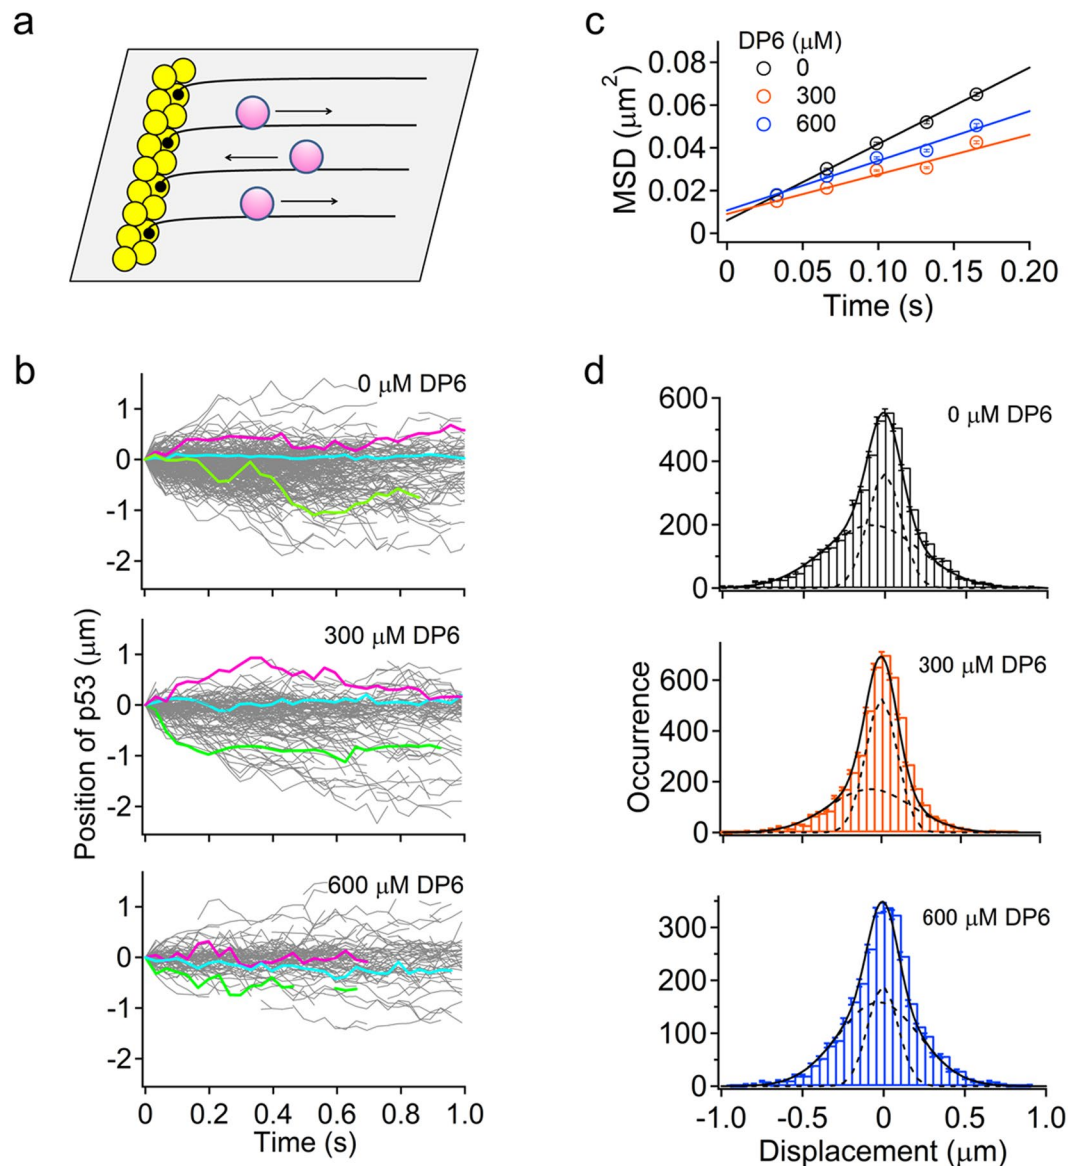 a
c
DP6 (μM)
0
300
600
MSD (μm²)
0.08
0.06
0.04
0.02
0
0
0.05
0.10
0.15
0.20
Time (s)
b
0 μM DP6
1
0
-1
-2
300 μM DP6
1
0
-1
-2
600 μM DP6
1
0
-1
-2
Position of p53 (μm)
0
0.2
0.4
0.6
0.8
1.0
Time (s)
d
0 μM DP6
600
400
200
0
300 μM DP6
600
400
200
0
600 μM DP6
300
200
100
0
Occurrence
-1.0
-0.5
0
0.5
1.0
Displacement (μm)